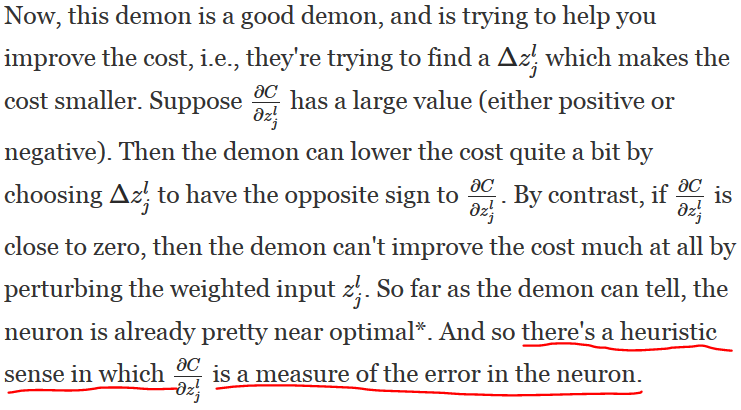 Now, this demon is a good demon, and is trying to help you
improve the cost, i.e., they're trying to find a Δz^l_j which makes the
cost smaller. Suppose ∂C/∂z^l_j has a large value (either positive or
negative). Then the demon can lower the cost quite a bit by
choosing Δz^l_j to have the opposite sign to ∂C/∂z^l_j. By contrast, if ∂C/∂z^l_j is
close to zero, then the demon can't improve the cost much at all by
perturbing the weighted input z^l_j. So far as the demon can tell, the
neuron is already pretty near optimal*. And so there's a heuristic
sense in which ∂C/∂z^l_j is a measure of the error in the neuron.